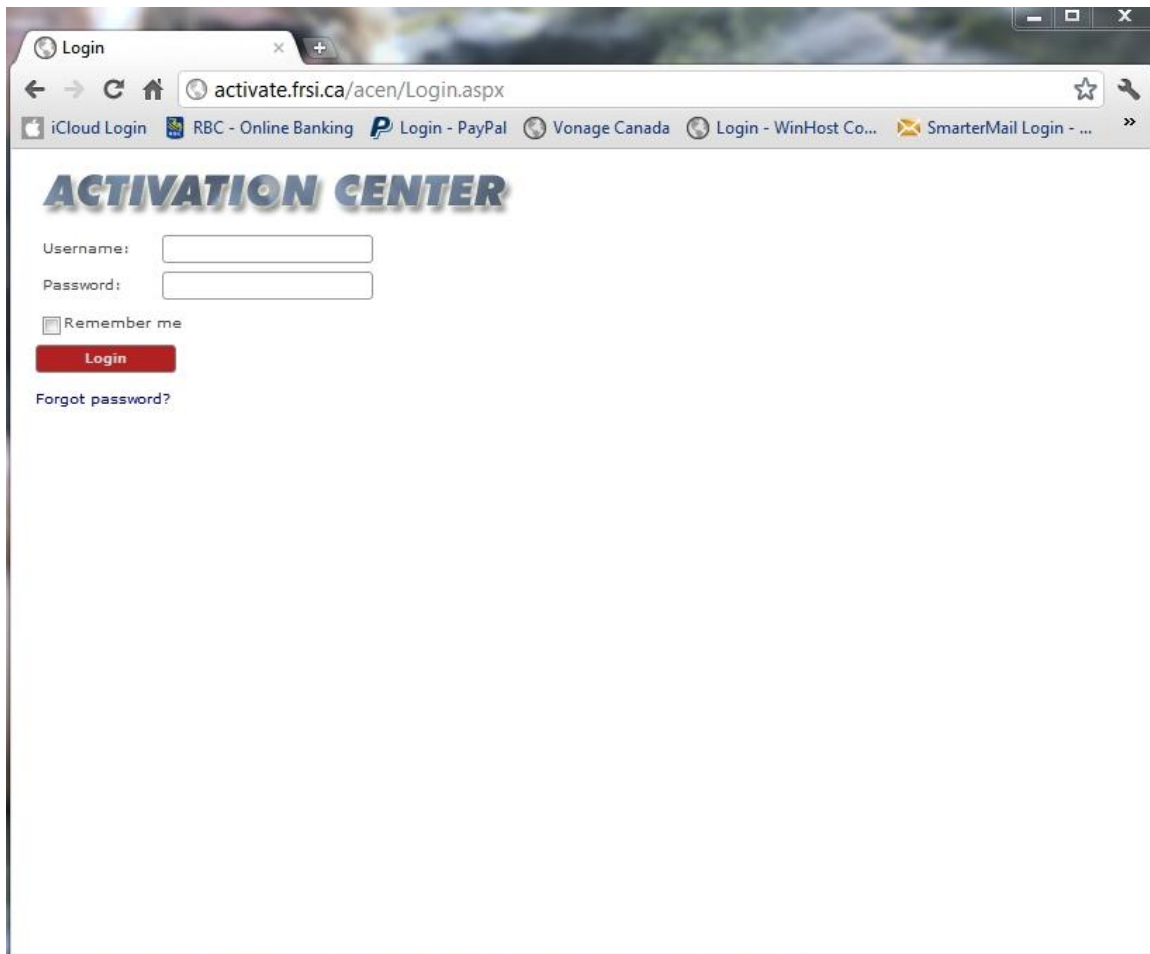 Login
activate.frsi.ca/acen/Login.aspx
iCloud Login RBC - Online Banking Login - PayPal Vonage Canada Login - WinHost Co... SmarterMail Login - ... »
ACTIVATION CENTER
Username:
Password:
Remember me
Login
Forgot password?